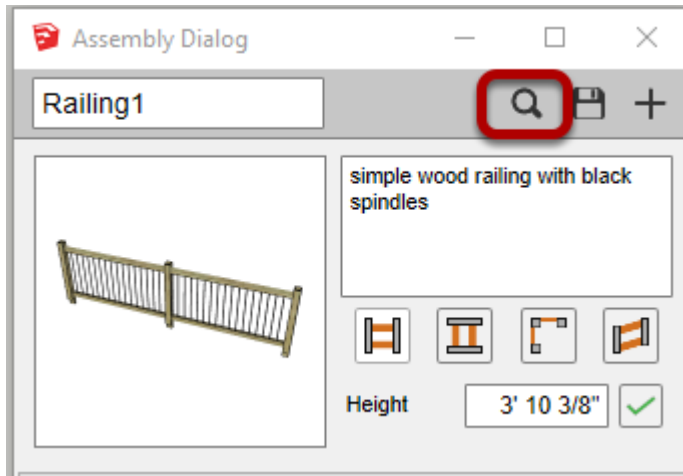 Assembly Dialog
Railing1
simple wood railing with black
spindles
Height 3' 10 3/8"